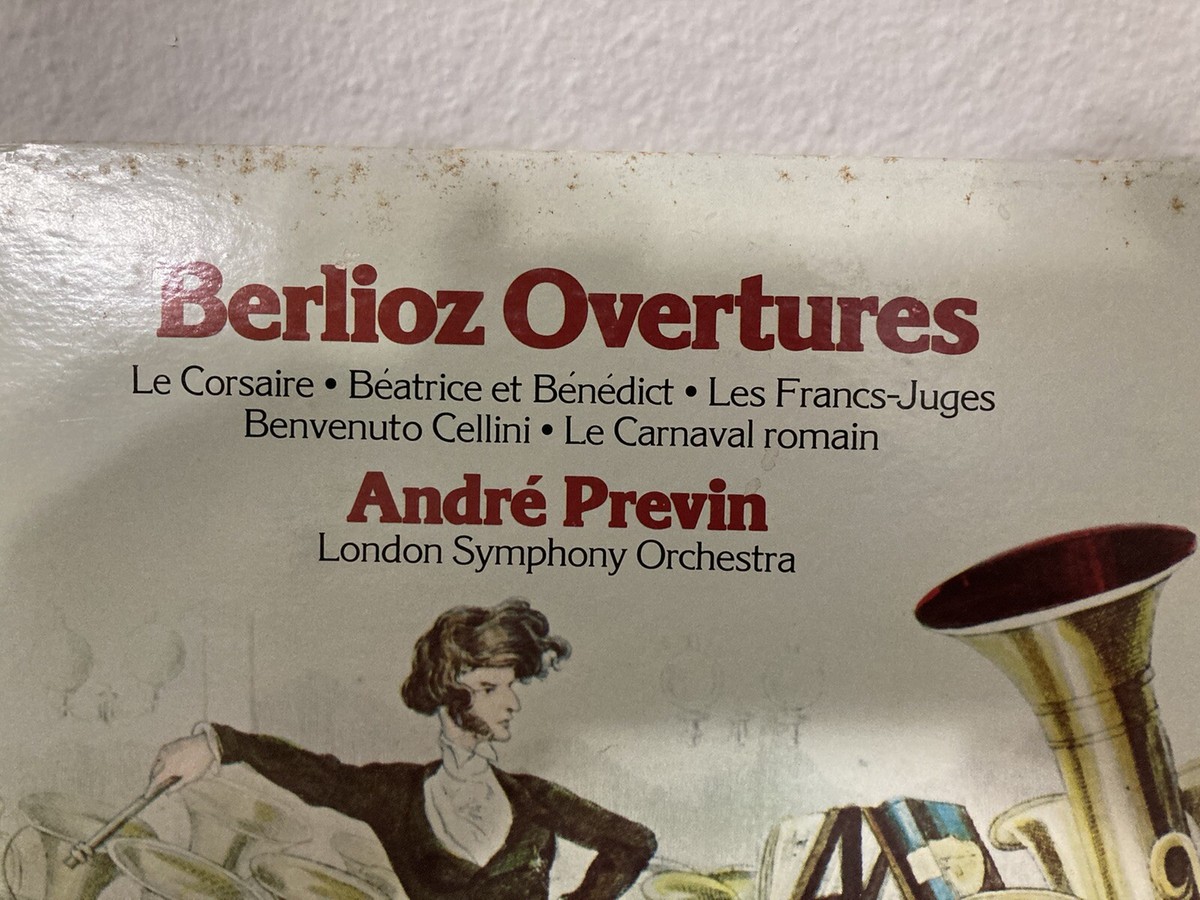 Berlioz Overtures
Le Corsaire • Béatrice et Bénédict • Les Francs-Juges
Benvenuto Cellini • Le Carnaval romain
André Previn
London Symphony Orchestra